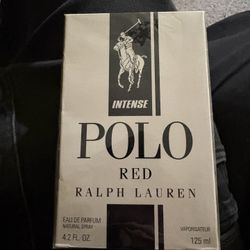 INTENSE
POLO
RED
RALPH LAUREN
EAU DE PARFUM
NATURAL SPRAY
VAPORISATEUR
4.2 FL. OZ.
125 ml